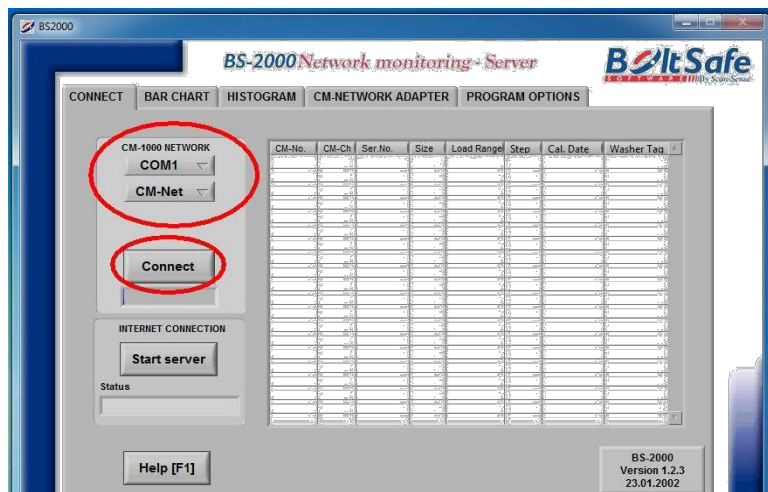 BS2000
BS-2000 Network monitoring - Server
BoltSafe
SOFTWARE By Scan-Sense
CONNECT BAR CHART HISTOGRAM CM-NETWORK ADAPTER PROGRAM OPTIONS
CM-1000 NETWORK
COM1
CM-Net
Connect
CM-No. CM-Ch Ser.No. Size Load Range Step Cal. Date Washer Tag
INTERNET CONNECTION
Start server
Status
Help [F1]
BS-2000
Version 1.2.3
23.01.2002